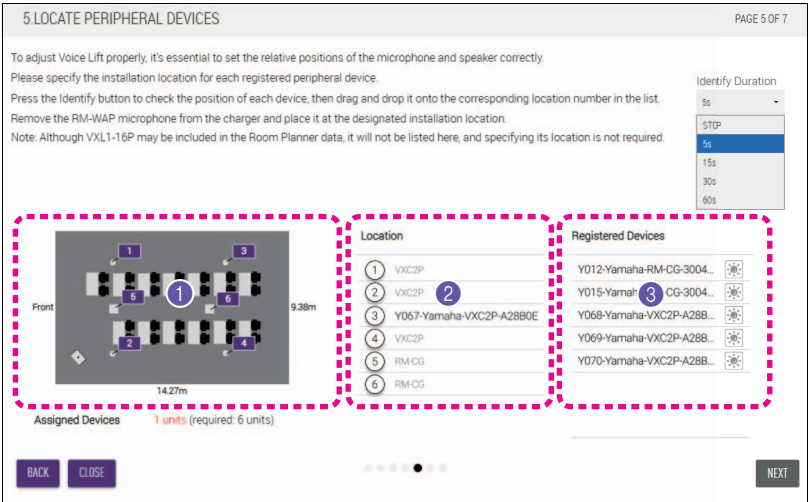 5.LOCATE PERIPHERAL DEVICES
PAGE 5 OF 7
To adjust Voice Lift properly, it's essential to set the relative positions of the microphone and speaker correctly.
Please specify the installation location for each registered peripheral device.
Press the Identify button to check the position of each device, then drag and drop it onto the corresponding location number in the list.
Remove the RM-WAP microphone from the charger and place it at the designated installation location.
Note: Although VXL1-16P may be included in the Room Planner data, it will not be listed here, and specifying its location is not required.
Identify Duration
5s
STOP
5s
15s
30s
60s
1
3
5
1
6
2
4
Front
9.38m
14.27m
Assigned Devices
1 units (required: 6 units)
Location
1 VXC2P
2 VXC2P
2
3 Y067-Yamaha-VXC2P-A28B0E
4 VXC2P
5 RM-CG
6 RM-CG
Registered Devices
Y012-Yamaha-RM-CG-3004...
Y015-Yamah 3 CG-3004...
Y068-Yamaha-VXC2P-A28B...
Y069-Yamaha-VXC2P-A28B...
Y070-Yamaha-VXC2P-A28B...
BACK
CLOSE
NEXT